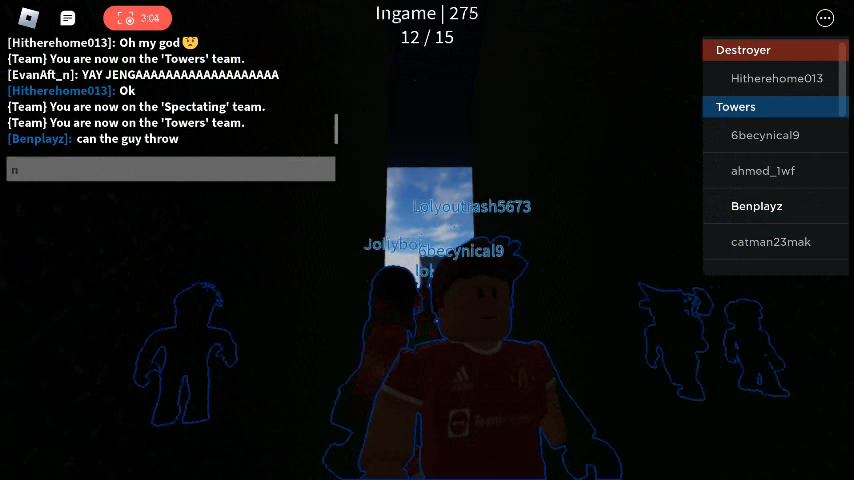 3:04
Ingame | 275
12 / 15
[Hitherehome013]: Oh my god
{Team} You are now on the 'Towers' team.
[EvanAft_n]: YAY JENGAAAAAAAAAAAAAAAAAAA
[Hitherehome013]: Ok
{Team} You are now on the 'Spectating' team.
{Team} You are now on the 'Towers' team.
[Benplayz]: can the guy throw
n
Destroyer
Hitherehome013
Towers
6becynical9
ahmed_1wf
Benplayz
catman23mak
Lolyoutrash5673
6becynical9